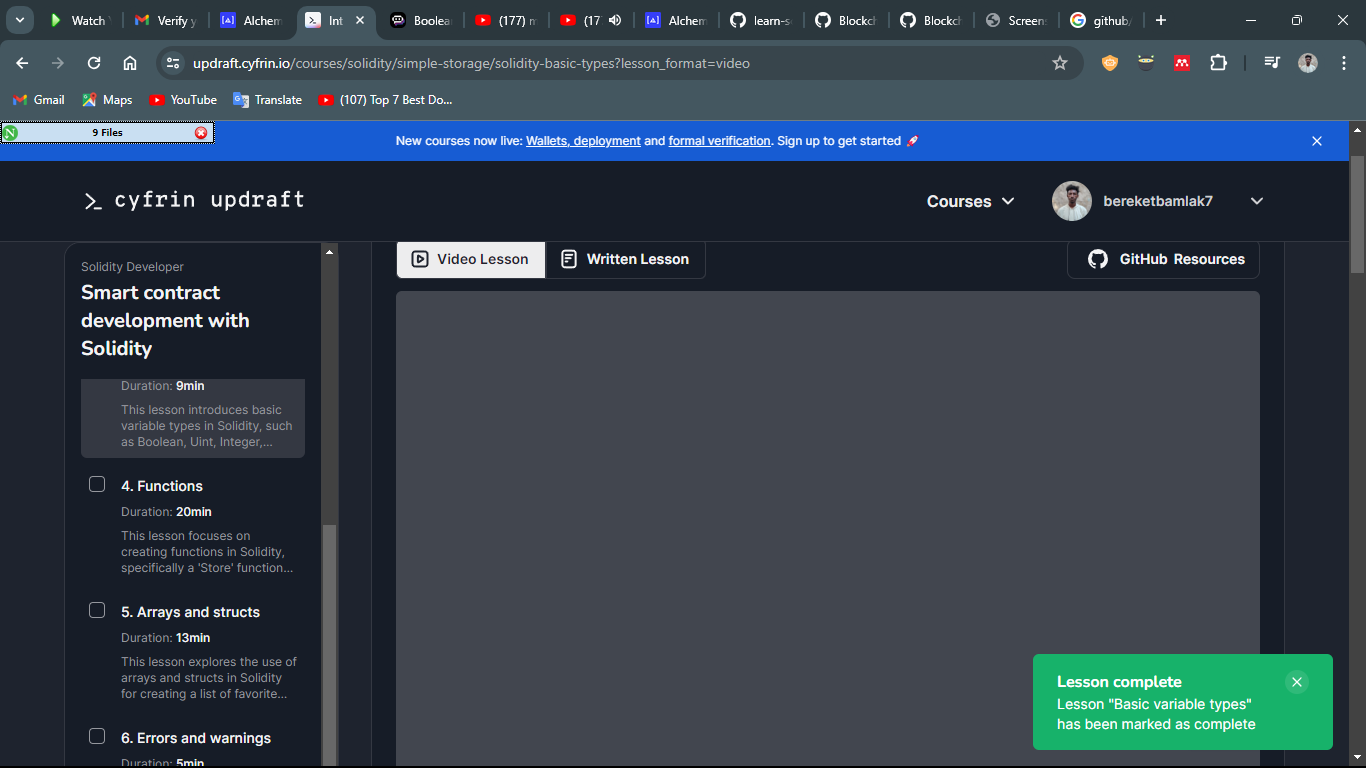 Watch
Verify y
Alchem
Int
Boolea
(177) m
(17
Alchem
learn-s
Blockch
Blockch
Screen
github/
updraft.cyfrin.io/courses/solidity/simple-storage/solidity-basic-types?lesson_format=video
Gmail
Maps
YouTube
Translate
(107) Top 7 Best Do...
9 Files
New courses now live: Wallets, deployment and formal verification. Sign up to get started 🚀
>_ cyfrin updraft
Courses
bereketbamlak7
Video Lesson
Written Lesson
GitHub Resources
Solidity Developer
Smart contract
development with
Solidity
Duration: 9min
This lesson introduces basic
variable types in Solidity, such
as Boolean, Uint, Integer,...
4. Functions
Duration: 20min
This lesson focuses on
creating functions in Solidity,
specifically a 'Store' function...
5. Arrays and structs
Duration: 13min
This lesson explores the use of
arrays and structs in Solidity
for creating a list of favorite...
6. Errors and warnings
Duration: 5min
Lesson complete
Lesson "Basic variable types"
has been marked as complete